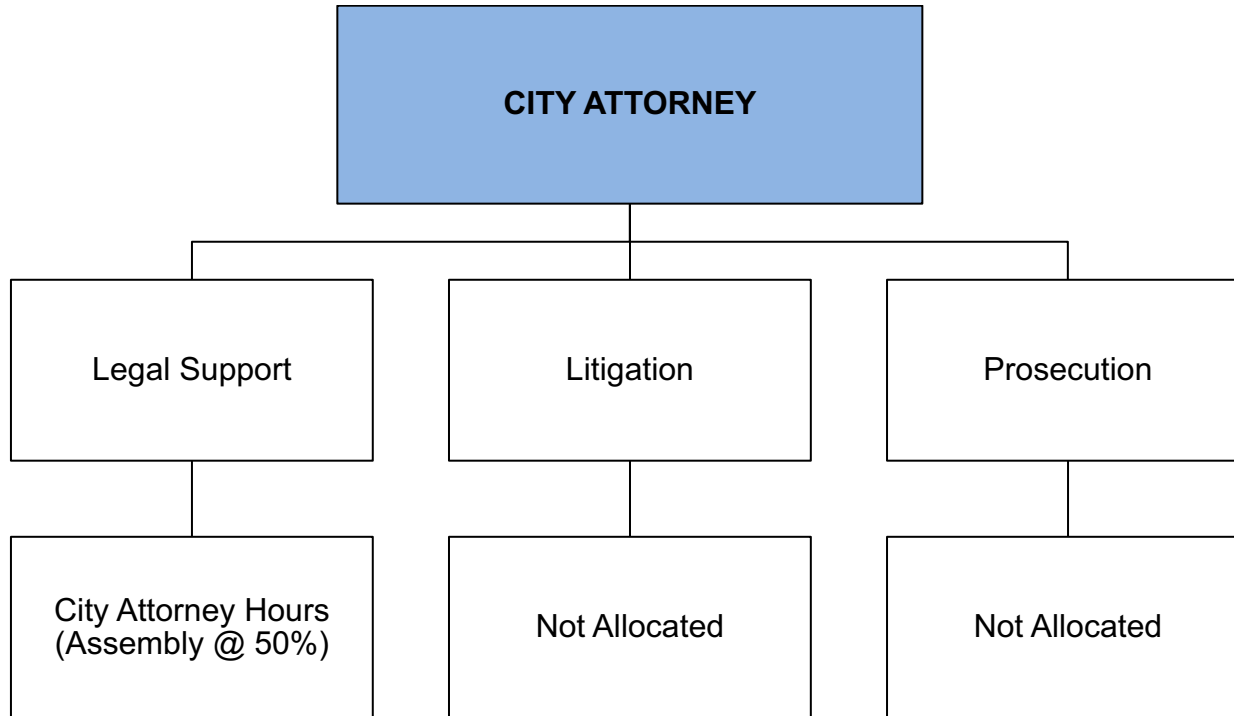 CITY ATTORNEY
Legal Support
Litigation
Prosecution
City Attorney Hours
(Assembly @ 50%)
Not Allocated
Not Allocated